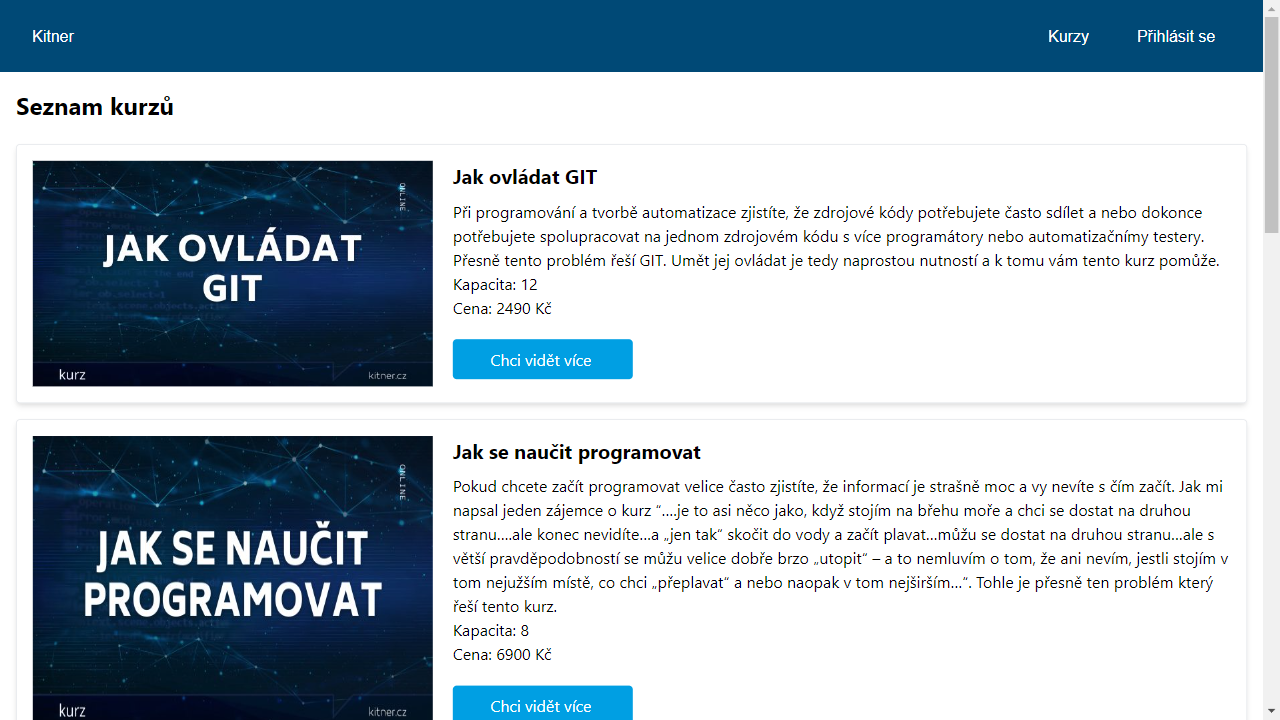 Kitner
Kurzy
Přihlásit se
Seznam kurzů
ONLINE
JAK OVLÁDAT
GIT
kurz
kitner.cz
Jak ovládat GIT
Při programování a tvorbě automatizace zjistíte, že zdrojové kódy potřebujete často sdílet a nebo dokonce
potřebujete spolupracovat na jednom zdrojovém kódu s více programátory nebo automatizačnímy testery.
Přesně tento problém řeší GIT. Umět jej ovládat je tedy naprostou nutností a k tomu vám tento kurz pomůže.
Kapacita: 12
Cena: 2490 Kč
Chci vidět více
ONLINE
JAK SE NAUČIT
PROGRAMOVAT
kurz
kitner.cz
Jak se naučit programovat
Pokud chcete začít programovat velice často zjistíte, že informací je strašně moc a vy nevíte s čím začít. Jak mi
napsal jeden zájemce o kurz “….je to asi něco jako, když stojím na břehu moře a chci se dostat na druhou
stranu….ale konec nevidíte…a „jen tak“ skočit do vody a začít plavat…můžu se dostat na druhou stranu…ale s
větší pravděpodobností se můžu velice dobře brzo „utopit“ – a to nemluvím o tom, že ani nevím, jestli stojím v
tom nejužším místě, co chci „přeplavat“ a nebo naopak v tom nejširším…“. Tohle je přesně ten problém který
řeší tento kurz.
Kapacita: 8
Cena: 6900 Kč
Chci vidět více